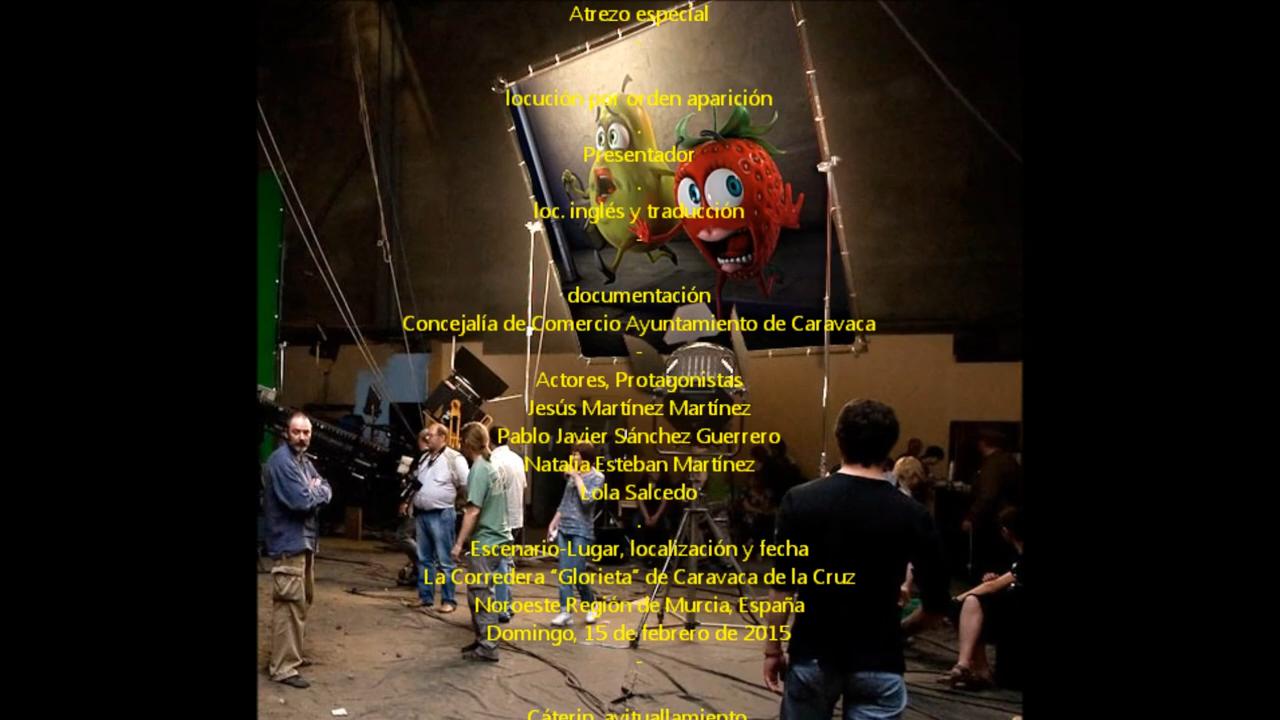 Atrezo especial
-
locución por orden aparición
.
Presentador
.
loc. inglés y traducción
-
documentación
Concejalía de Comercio Ayuntamiento de Caravaca
-
Actores, Protagonistas
Jesús Martínez Martínez
Pablo Javier Sánchez Guerrero
Natalia Esteban Martínez
Lola Salcedo
.
Escenario-Lugar, localización y fecha
La Corredera “Glorieta” de Caravaca de la Cruz
Noroeste Región de Murcia, España
Domingo, 15 de febrero de 2015
-
Cáterin, avituallamiento